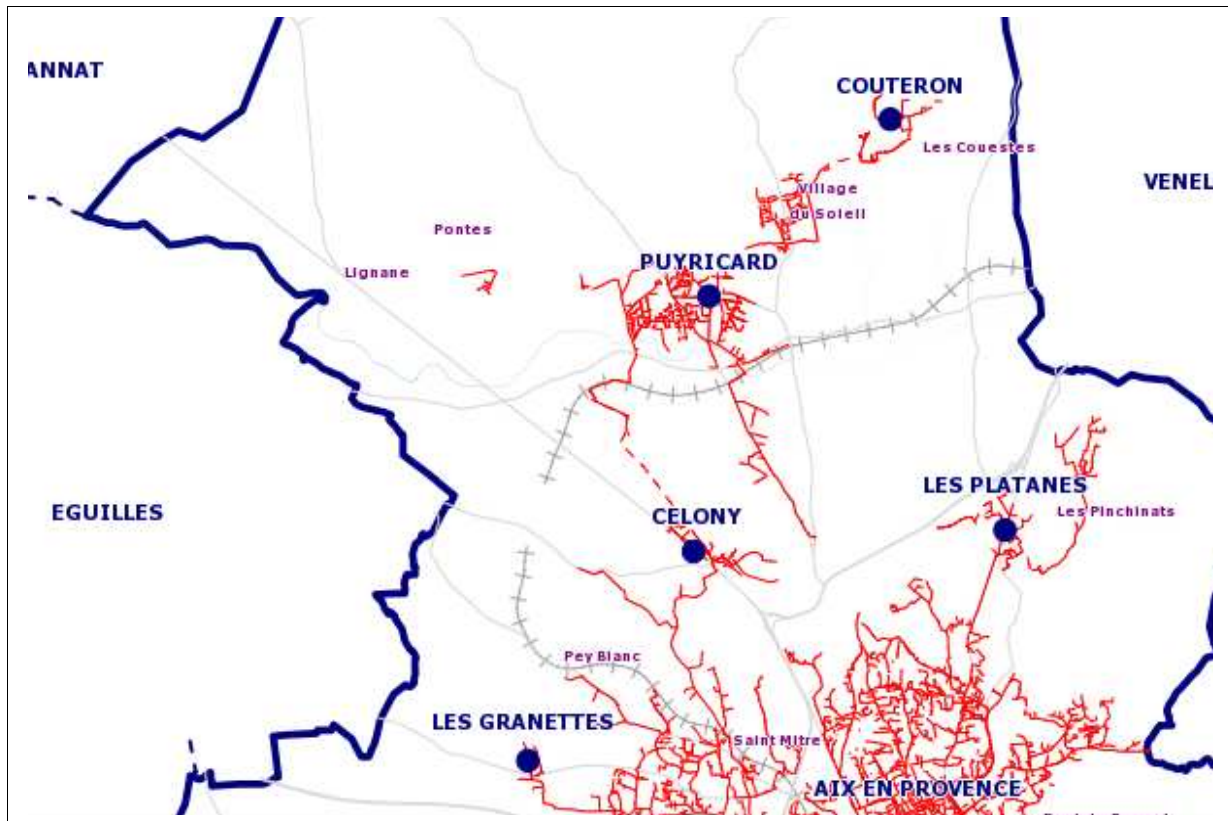 ANNAT
COUTERON
Les Couestes
Village
du Soleil
VENEL
Pontes
Lignane
PUYRICARD
EGUILLES
LES PLATANES
Les Pinchinats
CELONY
Pey Blanc
LES GRANETTES
Saint Mitre
AIX EN PROVENCE